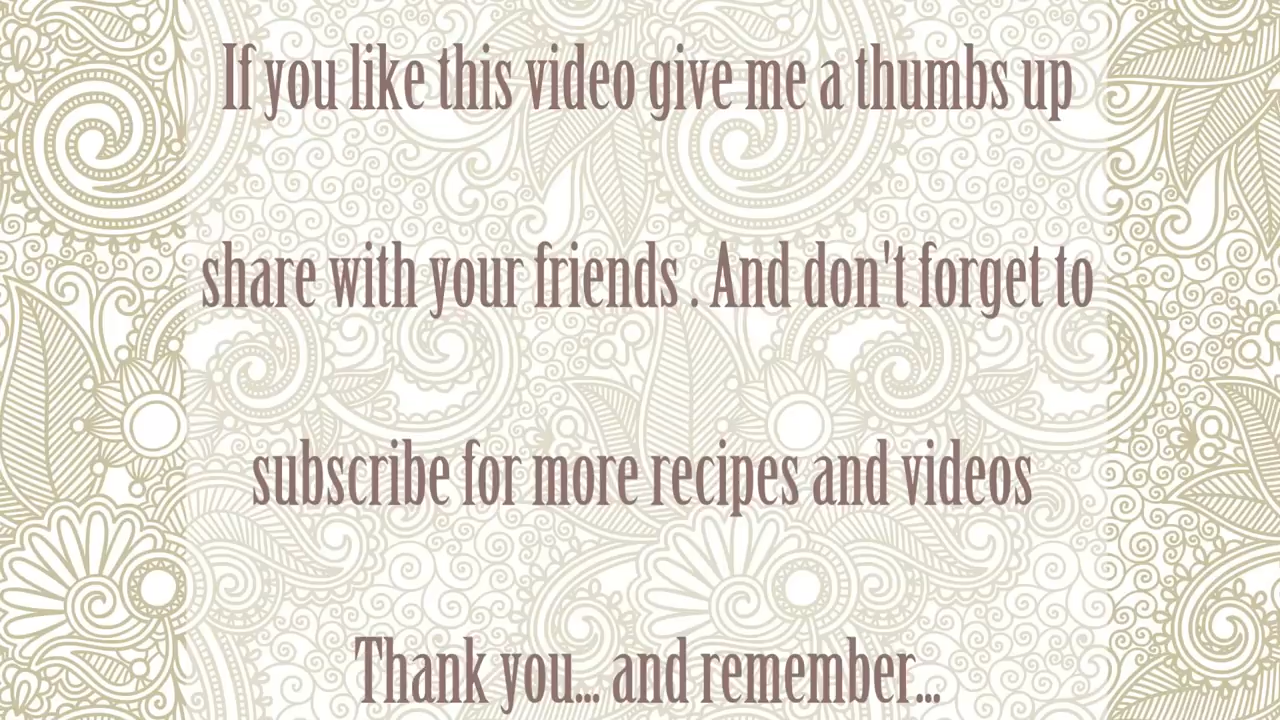 If you like this video give me a thumbs up
share with your friends . And don't forget to
subscribe for more recipes and videos
Thank you... and remember...